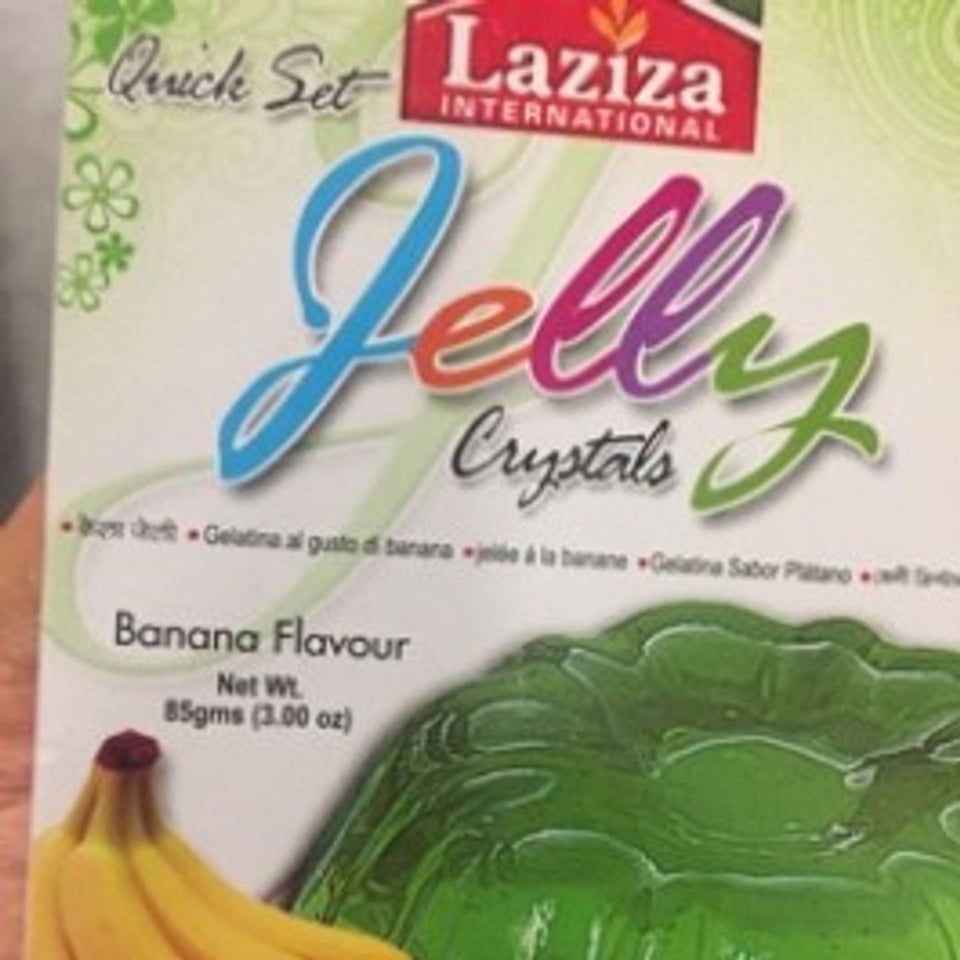 Quick Set
Laziza
INTERNATIONAL
Jelly
Crystals
• केला जेली • Gelatina al gusto di banana • jelée à la banane • Gelatina Sabor Plátano •
Banana Flavour
Net Wt.
85gms (3.00 oz)